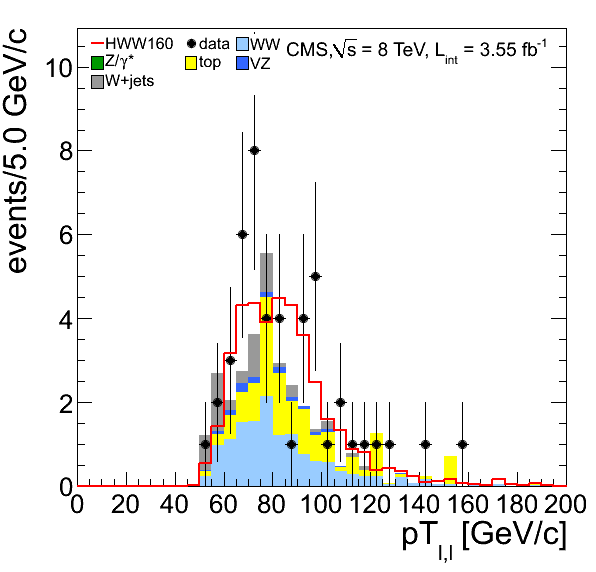 HWW160 data WW
Z/γ* top VZ
W+jets
CMS,√s = 8 TeV, L_int = 3.55 fb⁻¹
events/5.0 GeV/c
10
8
6
4
2
0
0 20 40 60 80 100 120 140 160 180 200
pT_l,l [GeV/c]